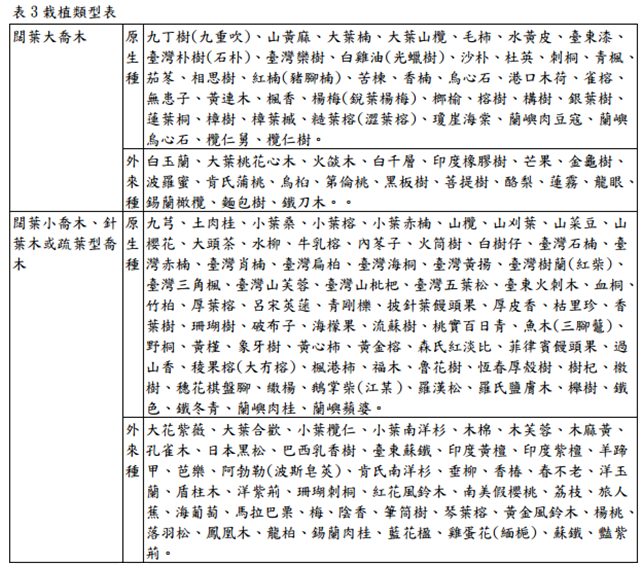 表 3 栽植類型表
闊葉大喬木
原生種
九丁樹(九重吹)、山黃麻、大葉楠、大葉山欖、毛柿、水黃皮、臺東漆、
臺灣朴樹(石朴)、臺灣欒樹、白雞油(光蠟樹)、沙朴、杜英、刺桐、青楓、
茄苳、相思樹、紅楠(豬腳楠)、苦楝、香楠、烏心石、港口木荷、雀榕、
無患子、黃連木、楓香、楊梅(銳葉楊梅)、榔榆、榕樹、構樹、銀葉樹、
蓮葉桐、樟樹、樟葉槭、糙葉榕(澀葉榕)、瓊崖海棠、蘭嶼肉豆蔻、蘭嶼
烏心石、欖仁舅、欖仁樹。
外來種
白玉蘭、大葉桃花心木、火燄木、白千層、印度橡膠樹、芒果、金龜樹、
波羅蜜、肯氏蒲桃、烏桕、第倫桃、黑板樹、菩提樹、酪梨、蓮霧、龍眼、
錫蘭橄欖、麵包樹、鐵刀木。。
闊葉小喬木、針
葉木或疏葉型喬
木
原生種
九芎、土肉桂、小葉桑、小葉榕、小葉赤楠、山欖、山刈葉、山菜豆、山
櫻花、大頭茶、水柳、牛乳榕、內苳子、火筒樹、白樹仔、臺灣石楠、臺
灣赤楠、臺灣肖楠、臺灣扁柏、臺灣海桐、臺灣黃楊、臺灣樹蘭(紅柴)、
臺灣三角楓、臺灣山芙蓉、臺灣山枇杷、臺灣五葉松、臺東火刺木、血桐、
竹柏、厚葉榕、呂宋莢蒾、青剛櫟、披針葉饅頭果、厚皮香、枯里珍、香
葉樹、珊瑚樹、破布子、海檬果、流蘇樹、桃實百日青、魚木(三腳鱉)、
野桐、黃槿、象牙樹、黃心柿、黃金榕、森氏紅淡比、菲律賓饅頭果、過
山香、稜果榕(大冇榕)、楓港柿、福木、魯花樹、恆春厚殼樹、樹杞、檄
樹、穗花棋盤腳、緬楊、鵝掌柴(江某)、羅漢松、羅氏鹽膚木、櫸樹、鐵
色、鐵冬青、蘭嶼肉桂、蘭嶼蘋婆。
外來種
大花紫薇、大葉合歡、小葉欖仁、小葉南洋杉、木棉、木芙蓉、木麻黃、
孔雀木、日本黑松、巴西乳香樹、臺東蘇鐵、印度黃檀、印度紫檀、羊蹄
甲、芭樂、阿勃勒(波斯皂莢)、肯氏南洋杉、垂柳、香椿、春不老、洋玉
蘭、盾柱木、洋紫荊、珊瑚刺桐、紅花風鈴木、南美假櫻桃、荔枝、旅人
蕉、海葡萄、馬拉巴栗、梅、陰香、筆筒樹、琴葉榕、黃金風鈴木、楊桃、
落羽松、鳳凰木、龍柏、錫蘭肉桂、藍花楹、雞蛋花(緬梔)、蘇鐵、豔紫
荊。